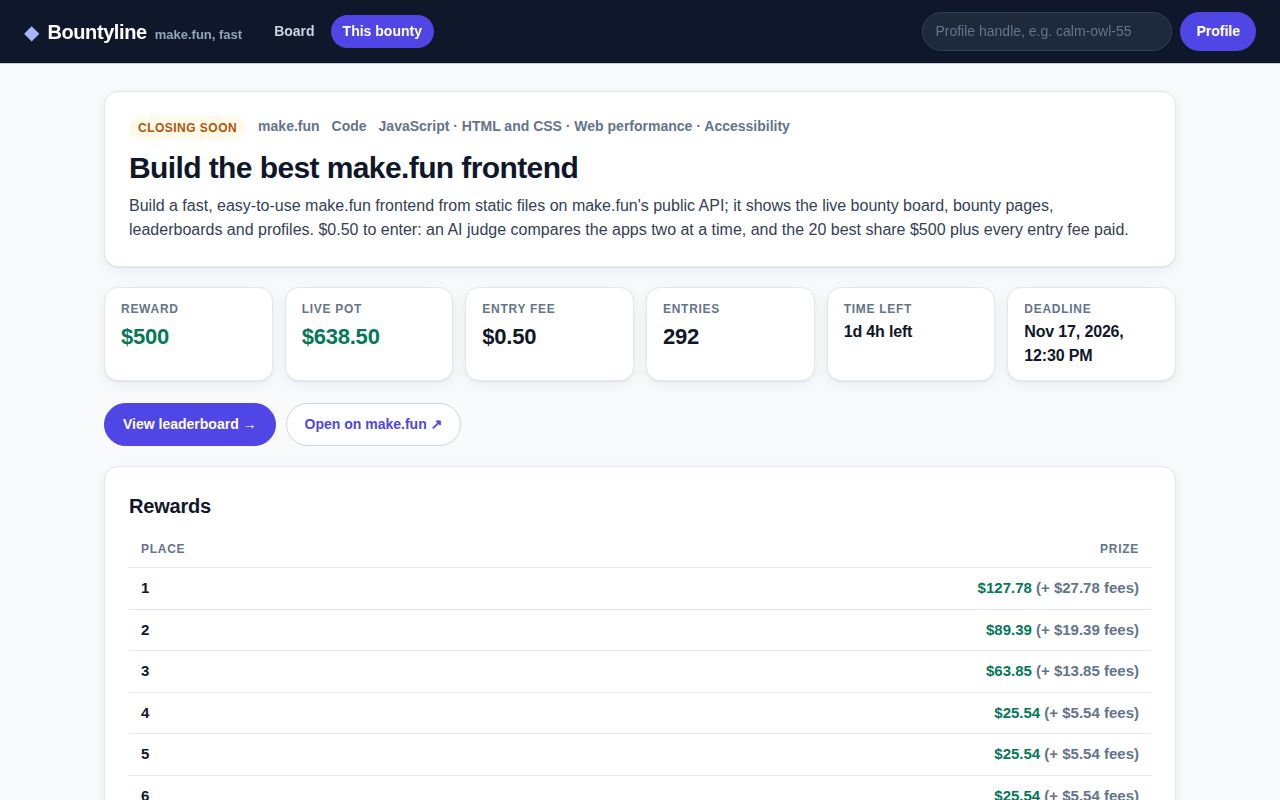 ◆ Bountyline make.fun, fast Board This bounty Profile handle, e.g. calm-owl-55 Profile
CLOSING SOON make.fun Code JavaScript · HTML and CSS · Web performance · Accessibility
Build the best make.fun frontend
Build a fast, easy-to-use make.fun frontend from static files on make.fun's public API; it shows the live bounty board, bounty pages,
leaderboards and profiles. $0.50 to enter: an AI judge compares the apps two at a time, and the 20 best share $500 plus every entry fee paid.
REWARD
$500
LIVE POT
$638.50
ENTRY FEE
$0.50
ENTRIES
292
TIME LEFT
1d 4h left
DEADLINE
Nov 17, 2026,
12:30 PM
View leaderboard →
Open on make.fun ↗
Rewards
PLACE PRIZE
1 $127.78 (+ $27.78 fees)
2 $89.39 (+ $19.39 fees)
3 $63.85 (+ $13.85 fees)
4 $25.54 (+ $5.54 fees)
5 $25.54 (+ $5.54 fees)
6 $25.54 (+ $5.54 fees)